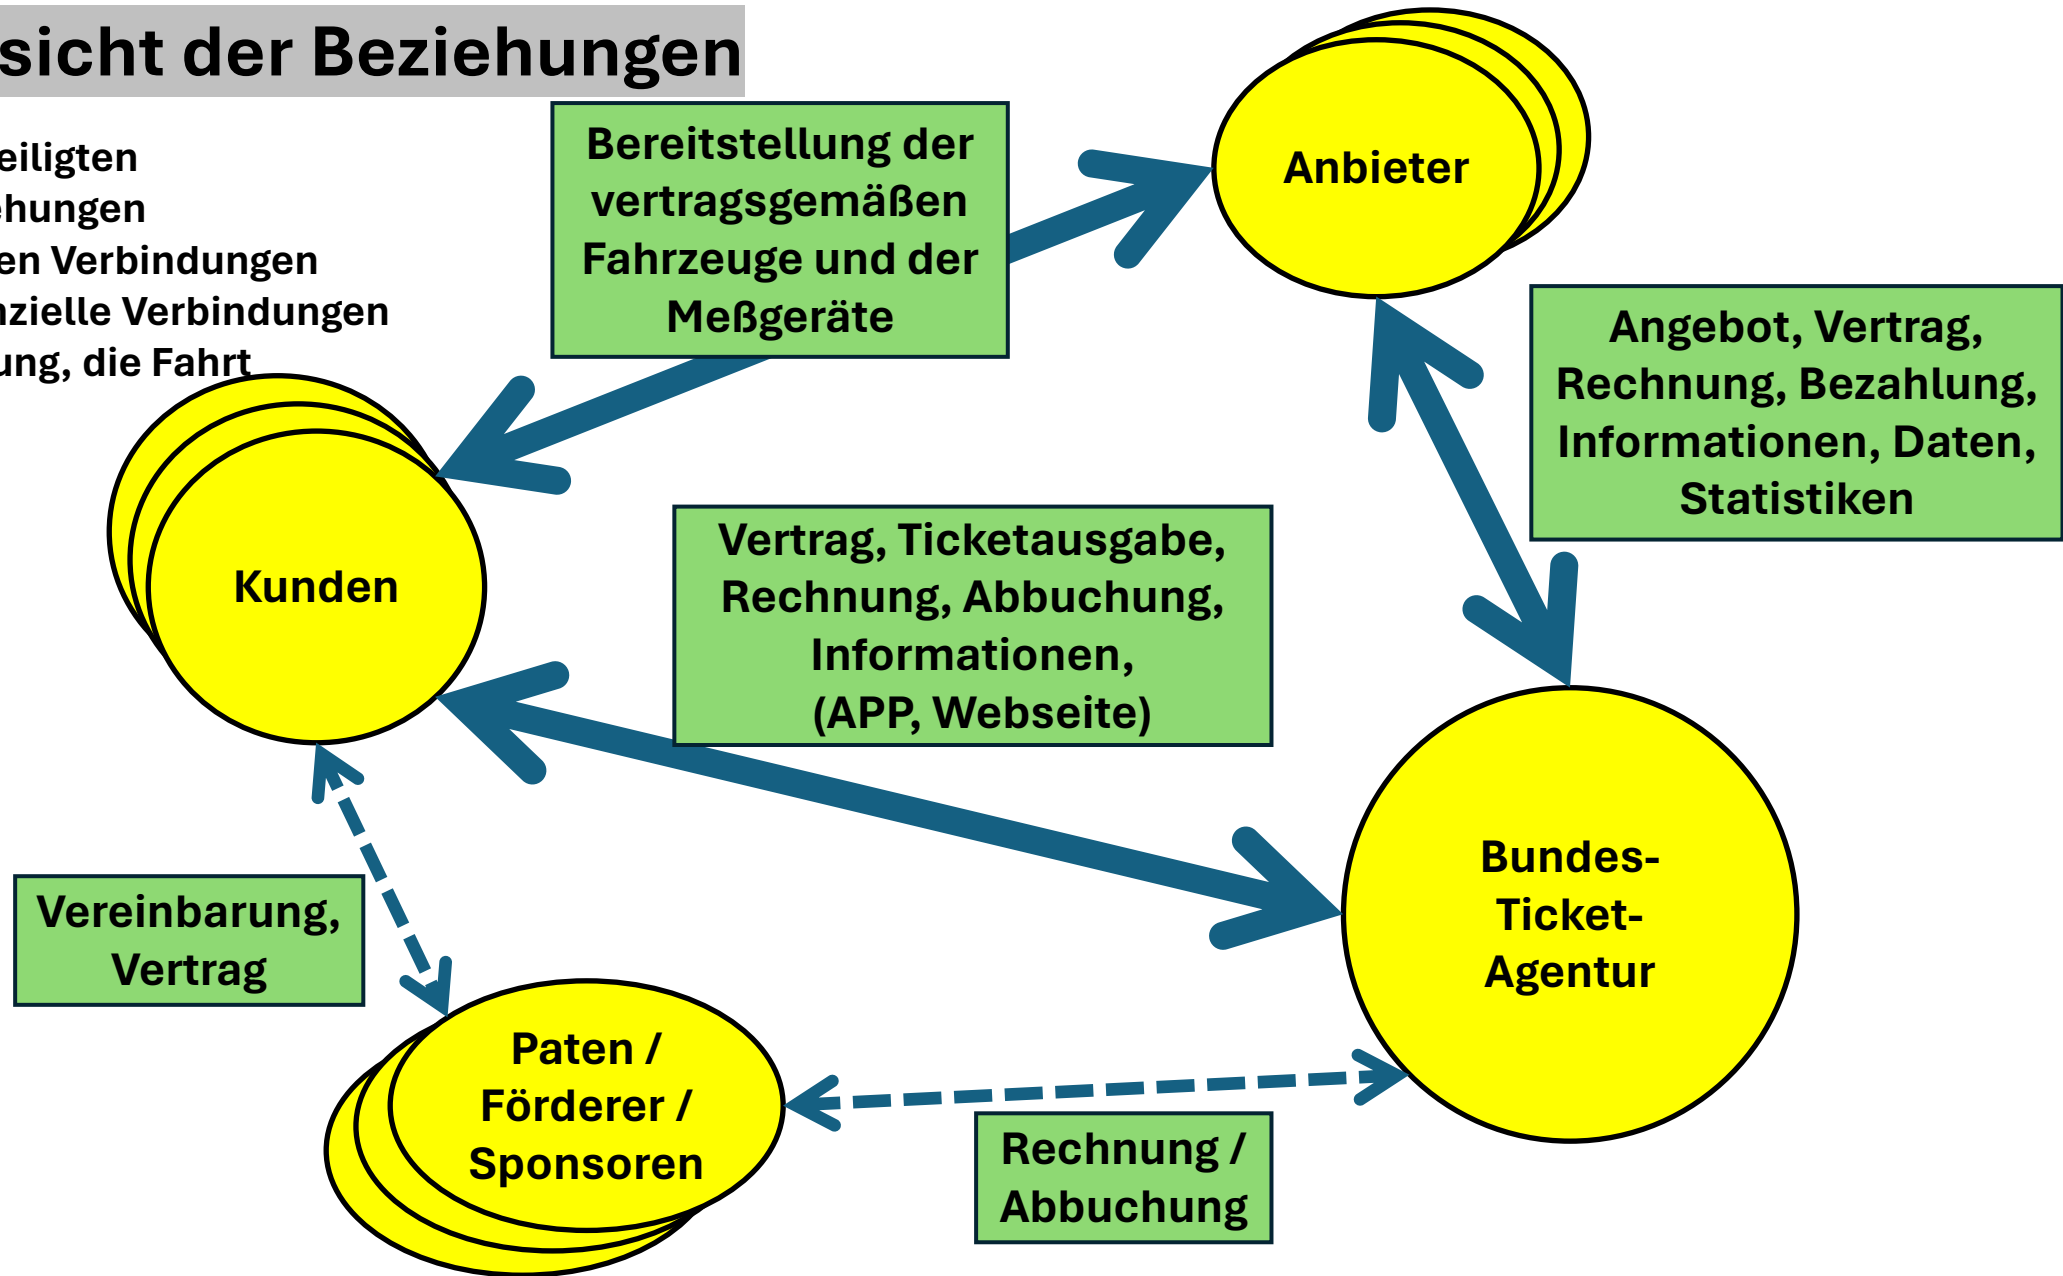 sicht der Beziehungen
eiligten
ehungen
en Verbindungen
nzielle Verbindungen
ung, die Fahrt
Bereitstellung der
vertragsgemäßen
Fahrzeuge und der
Meßgeräte
Anbieter
Angebot, Vertrag,
Rechnung, Bezahlung,
Informationen, Daten,
Statistiken
Kunden
Vertrag, Ticketausgabe,
Rechnung, Abbuchung,
Informationen,
(APP, Webseite)
Bundes-
Ticket-
Agentur
Vereinbarung,
Vertrag
Paten /
Förderer /
Sponsoren
Rechnung /
Abbuchung